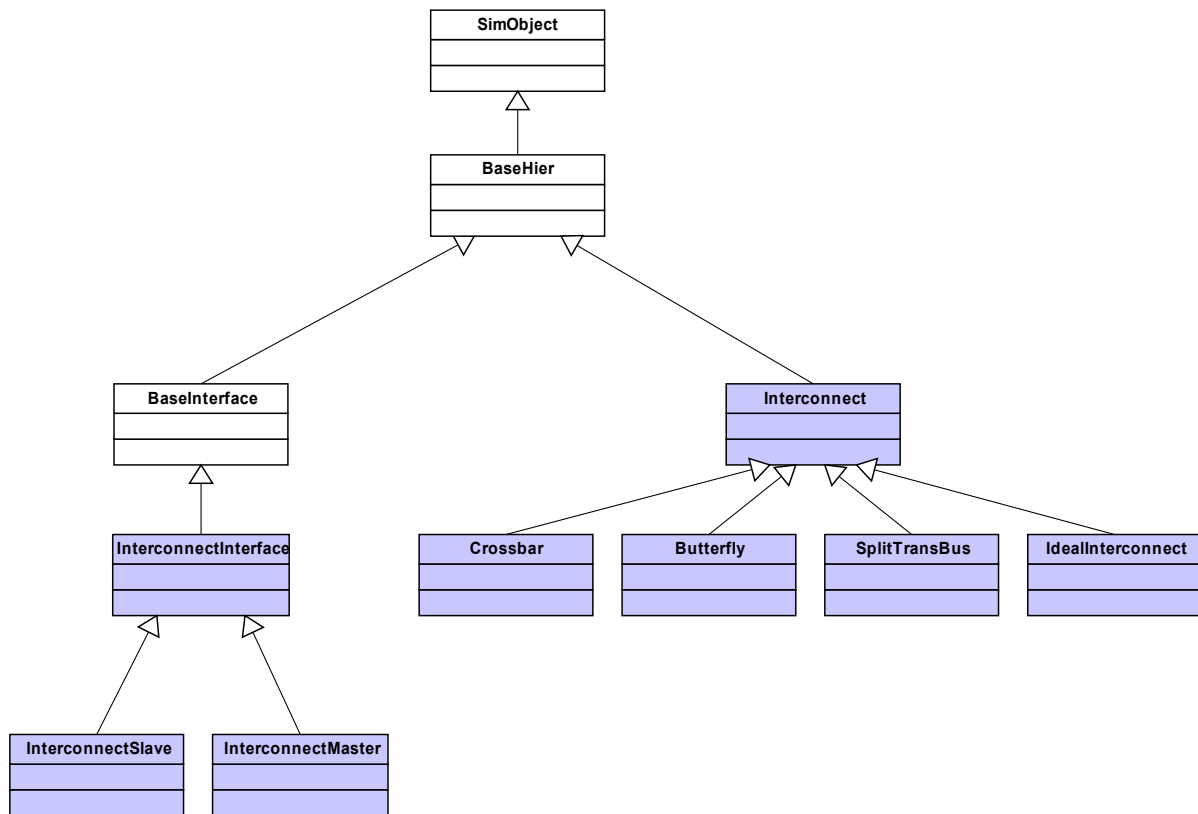 SimObject
BaseHier
BaseInterface
Interconnect
InterconnectInterface
Crossbar
Butterfly
SplitTransBus
IdealInterconnect
InterconnectSlave
InterconnectMaster